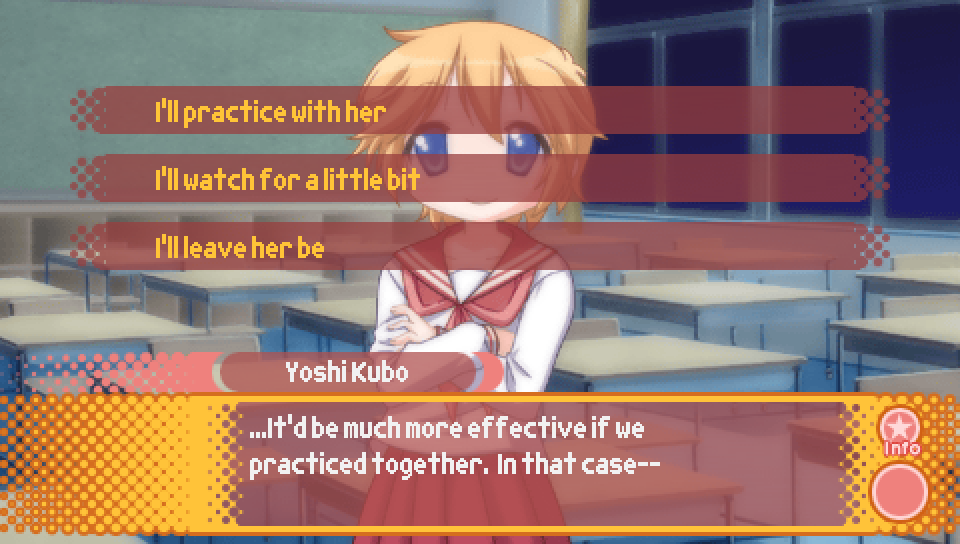 I'll practice with her
I'll watch for a little bit
I'll leave her be
Yoshi Kubo
...It'd be much more effective if we
practiced together. In that case--
Info